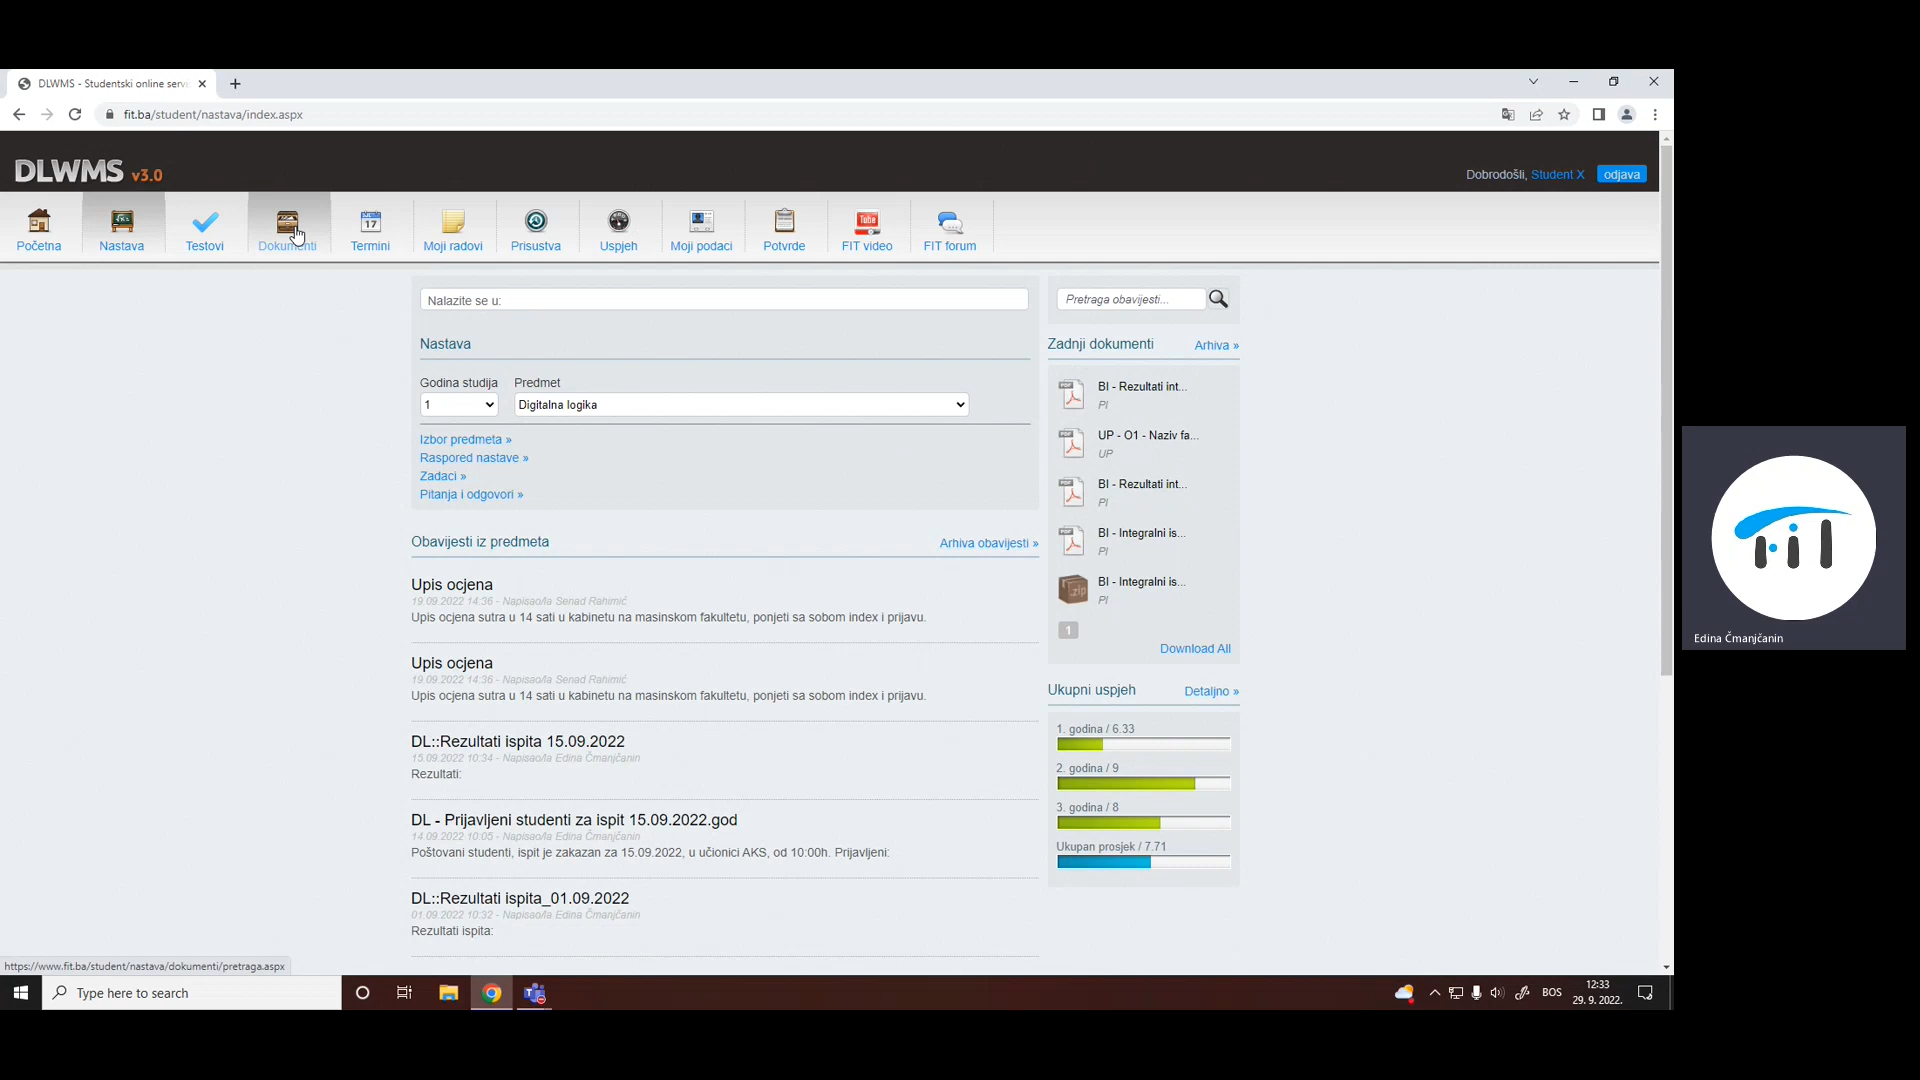 DLWMS - Studentski online servi
fit.ba/student/nastava/index.aspx
DLWMS v3.0
Dobrodošli, Student X odjava
Početna
Nastava
Testovi
Dokumenti
Termini
Moji radovi
Prisustva
Uspjeh
Moji podaci
Potvrde
FIT video
FIT forum
Nalazite se u:
Nastava
Godina studija Predmet
1 Digitalna logika
Izbor predmeta »
Raspored nastave »
Zadaci »
Pitanja i odgovori »
Obavijesti iz predmeta Arhiva obavijesti »
Upis ocjena
19.09.2022 14:36 - Napisao/la Senad Rahimić
Upis ocjena sutra u 14 sati u kabinetu na masinskom fakultetu, ponjeti sa sobom index i prijavu.
Upis ocjena
19.09.2022 14:36 - Napisao/la Senad Rahimić
Upis ocjena sutra u 14 sati u kabinetu na masinskom fakultetu, ponjeti sa sobom index i prijavu.
DL::Rezultati ispita 15.09.2022
15.09.2022 10:34 - Napisao/la Edina Čmanjčanin
Rezultati:
DL - Prijavljeni studenti za ispit 15.09.2022.god
14.09.2022 10:05 - Napisao/la Edina Čmanjčanin
Poštovani studenti, ispit je zakazan za 15.09.2022, u učionici AKS, od 10:00h. Prijavljeni:
DL::Rezultati ispita_01.09.2022
01.09.2022 10:32 - Napisao/la Edina Čmanjčanin
Rezultati ispita:
Pretraga obavijesti...
Zadnji dokumenti Arhiva »
BI - Rezultati int...
PI
UP - O1 - Naziv fa...
UP
BI - Rezultati int...
PI
BI - Integralni is...
PI
BI - Integralni is...
PI
1
Download All
Ukupni uspjeh Detaljno »
1. godina / 6.33
2. godina / 9
3. godina / 8
Ukupan prosjek / 7.71
https://www.fit.ba/student/nastava/dokumenti/pretraga.aspx
Type here to search
BOS
12:33
29. 9. 2022.
FIT
Edina Čmanjčanin